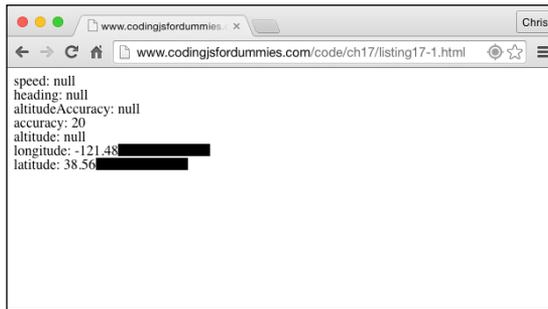 www.codingjsfordummies.c
Chris
www.codingjsfordummies.com/code/ch17/listing17-1.html
speed: null
heading: null
altitudeAccuracy: null
accuracy: 20
altitude: null
longitude: -121.48
latitude: 38.56